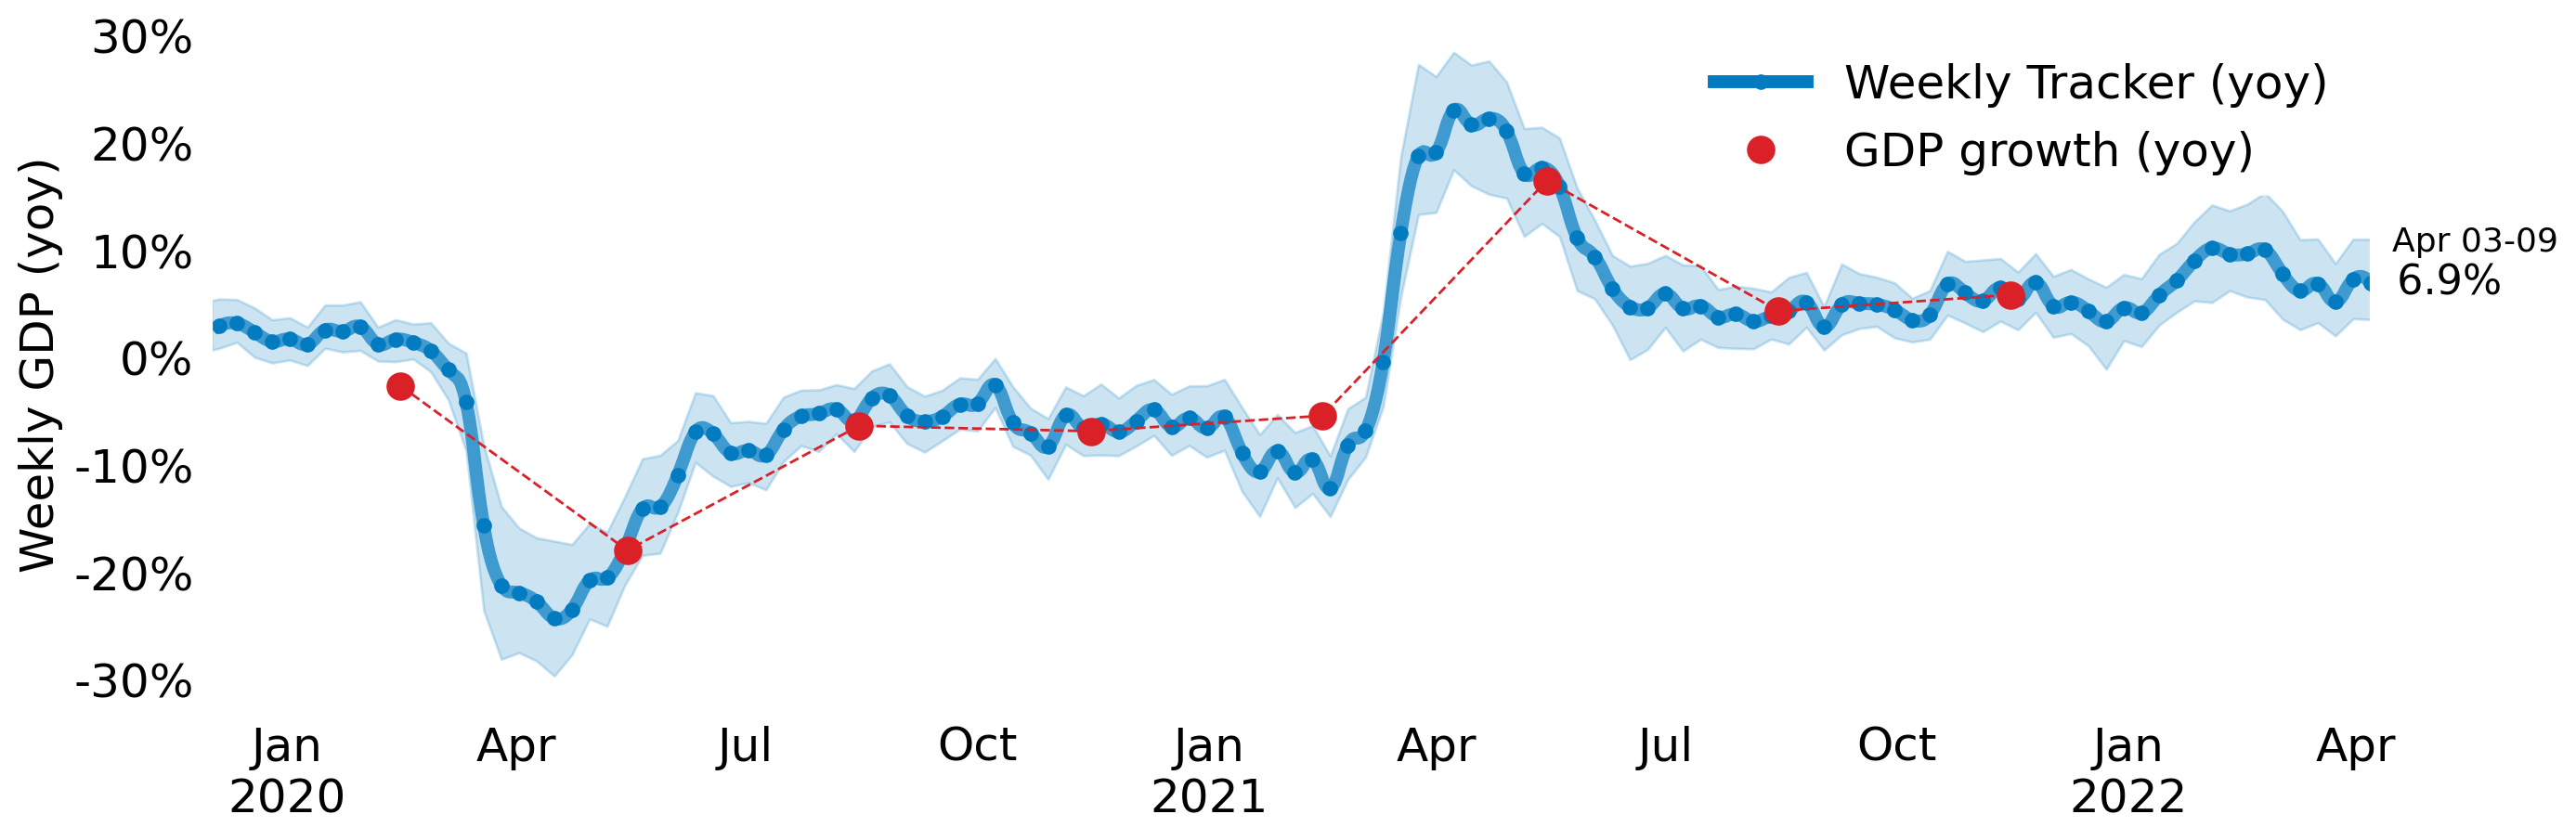 Weekly GDP (yoy)
30%
20%
10%
0%
-10%
-20%
-30%
Weekly Tracker (yoy)
GDP growth (yoy)
Apr 03-09
6.9%
Jan Apr Jul Oct Jan Apr Jul Oct Jan Apr
2020 2021 2022